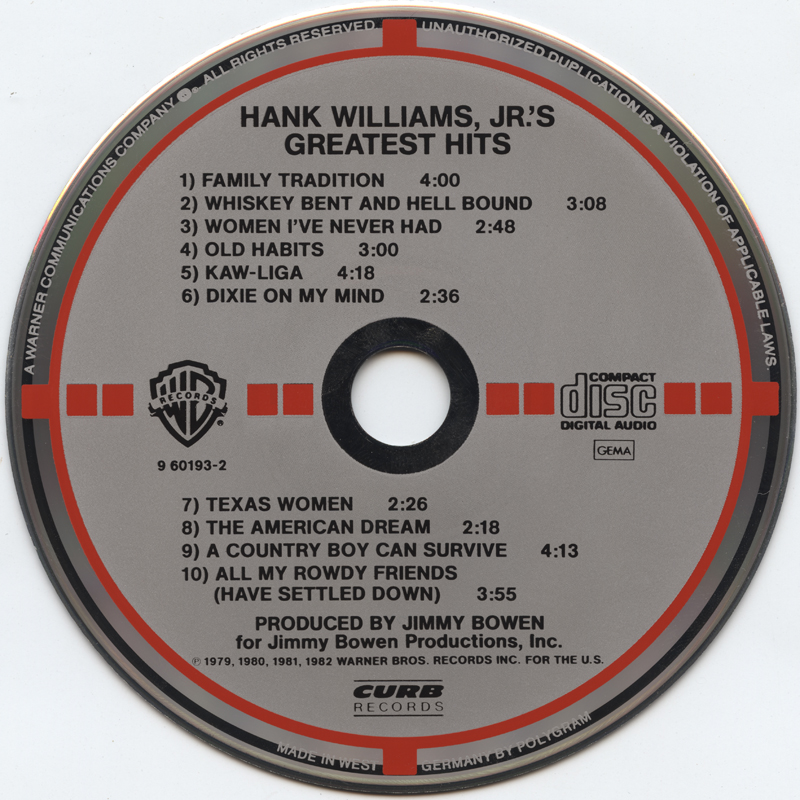 A WARNER COMMUNICATIONS COMPANY ALL RIGHTS RESERVED.
UNAUTHORIZED DUPLICATION IS A VIOLATION OF APPLICABLE LAWS.
HANK WILLIAMS, JR.'S
GREATEST HITS
1) FAMILY TRADITION 4:00
2) WHISKEY BENT AND HELL BOUND 3:08
3) WOMEN I'VE NEVER HAD 2:48
4) OLD HABITS 3:00
5) KAW-LIGA 4:18
6) DIXIE ON MY MIND 2:36
WB RECORDS ®
9 60193-2
COMPACT
disc
DIGITAL AUDIO
GEMA
7) TEXAS WOMEN 2:26
8) THE AMERICAN DREAM 2:18
9) A COUNTRY BOY CAN SURVIVE 4:13
10) ALL MY ROWDY FRIENDS
(HAVE SETTLED DOWN) 3:55
PRODUCED BY JIMMY BOWEN
for Jimmy Bowen Productions, Inc.
℗ 1979, 1980, 1981, 1982 WARNER BROS. RECORDS INC. FOR THE U.S.
CURB
RECORDS
MADE IN WEST GERMANY BY POLYGRAM